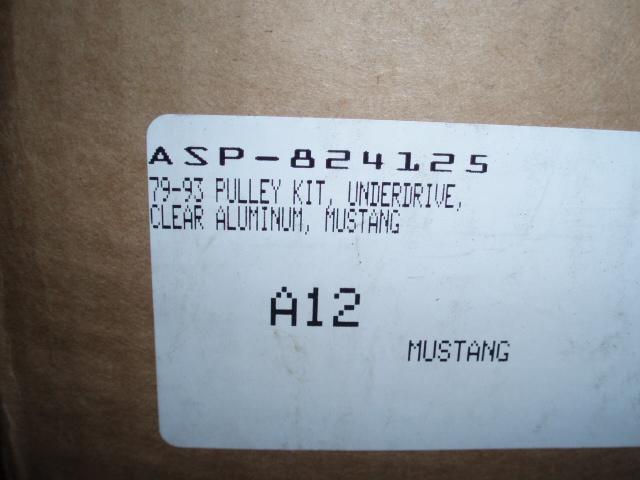 ASP-824125
79-93 PULLEY KIT, UNDERDRIVE,
CLEAR ALUMINUM, MUSTANG
A12
MUSTANG